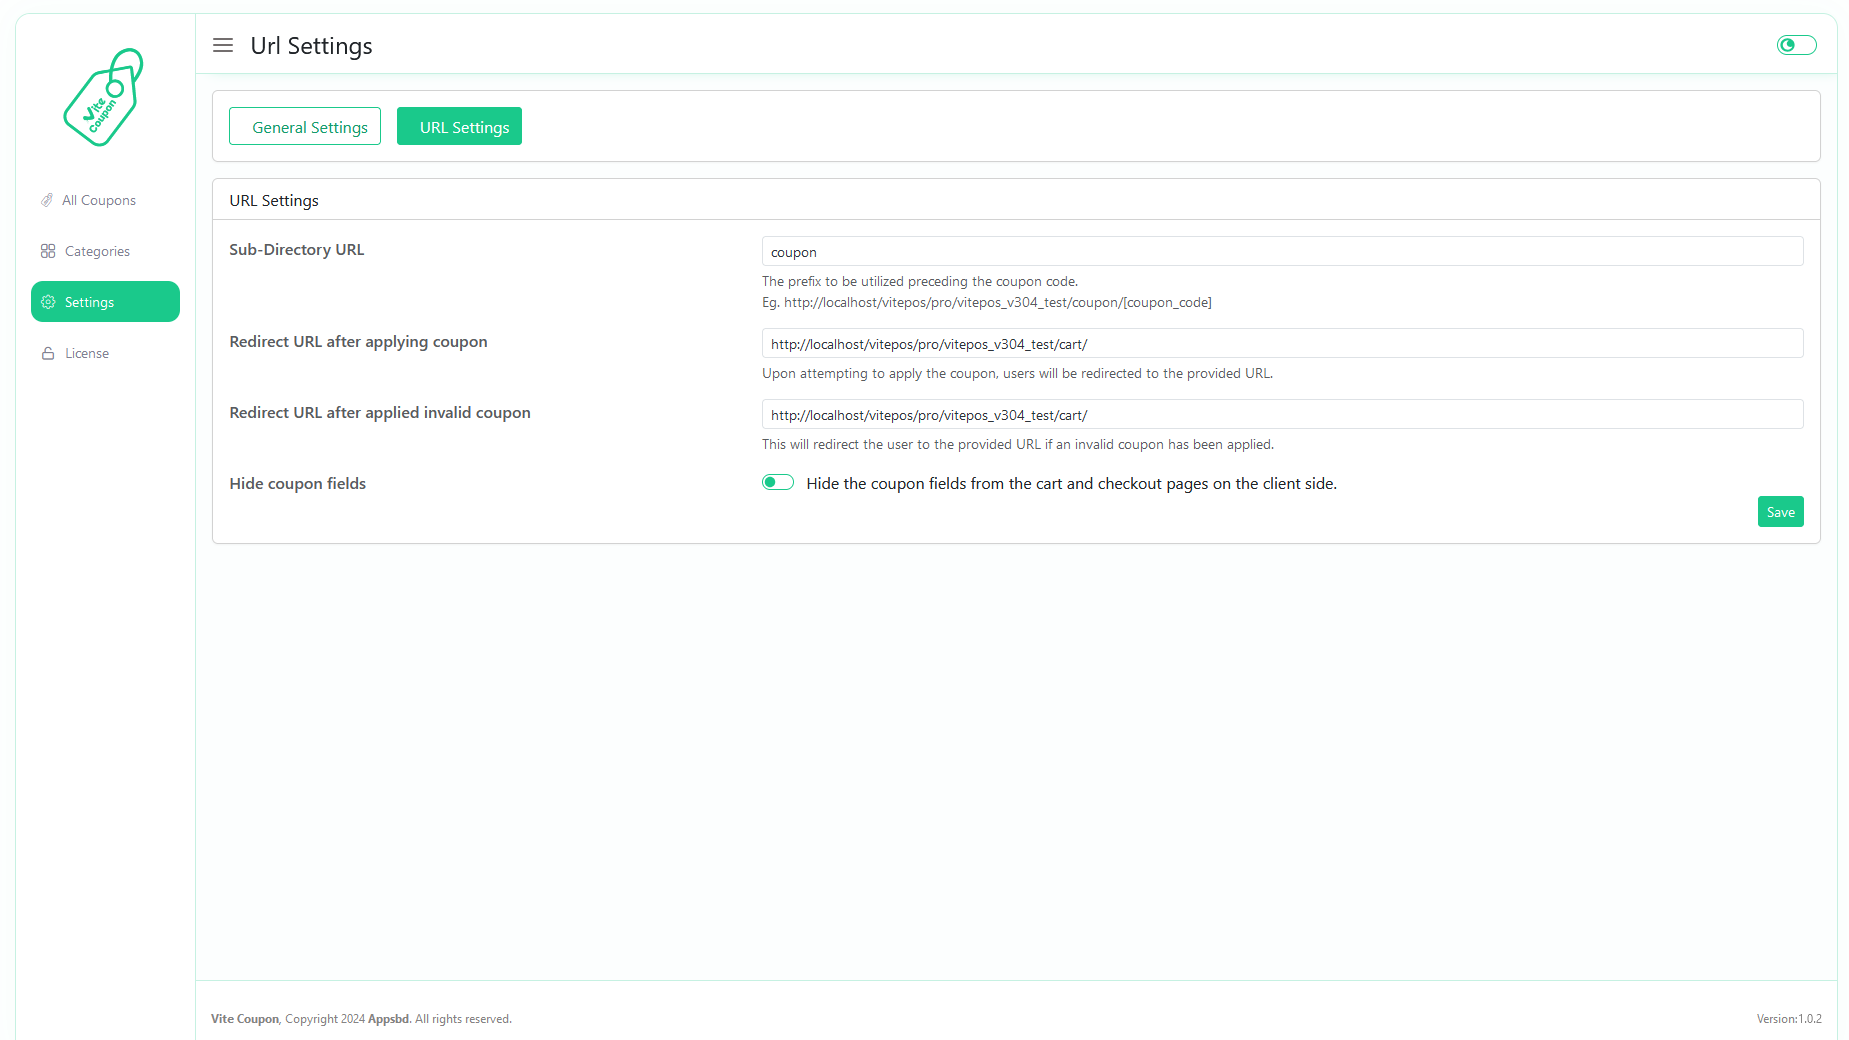 Vite
Coupon
All Coupons
Categories
Settings
License
Url Settings
General Settings
URL Settings
URL Settings
Sub-Directory URL
coupon
The prefix to be utilized preceding the coupon code.
Eg. http://localhost/vitepos/pro/vitepos_v304_test/coupon/[coupon_code]
Redirect URL after applying coupon
http://localhost/vitepos/pro/vitepos_v304_test/cart/
Upon attempting to apply the coupon, users will be redirected to the provided URL.
Redirect URL after applied invalid coupon
http://localhost/vitepos/pro/vitepos_v304_test/cart/
This will redirect the user to the provided URL if an invalid coupon has been applied.
Hide coupon fields
Hide the coupon fields from the cart and checkout pages on the client side.
Save
Vite Coupon, Copyright 2024 Appsbd. All rights reserved.
Version:1.0.2